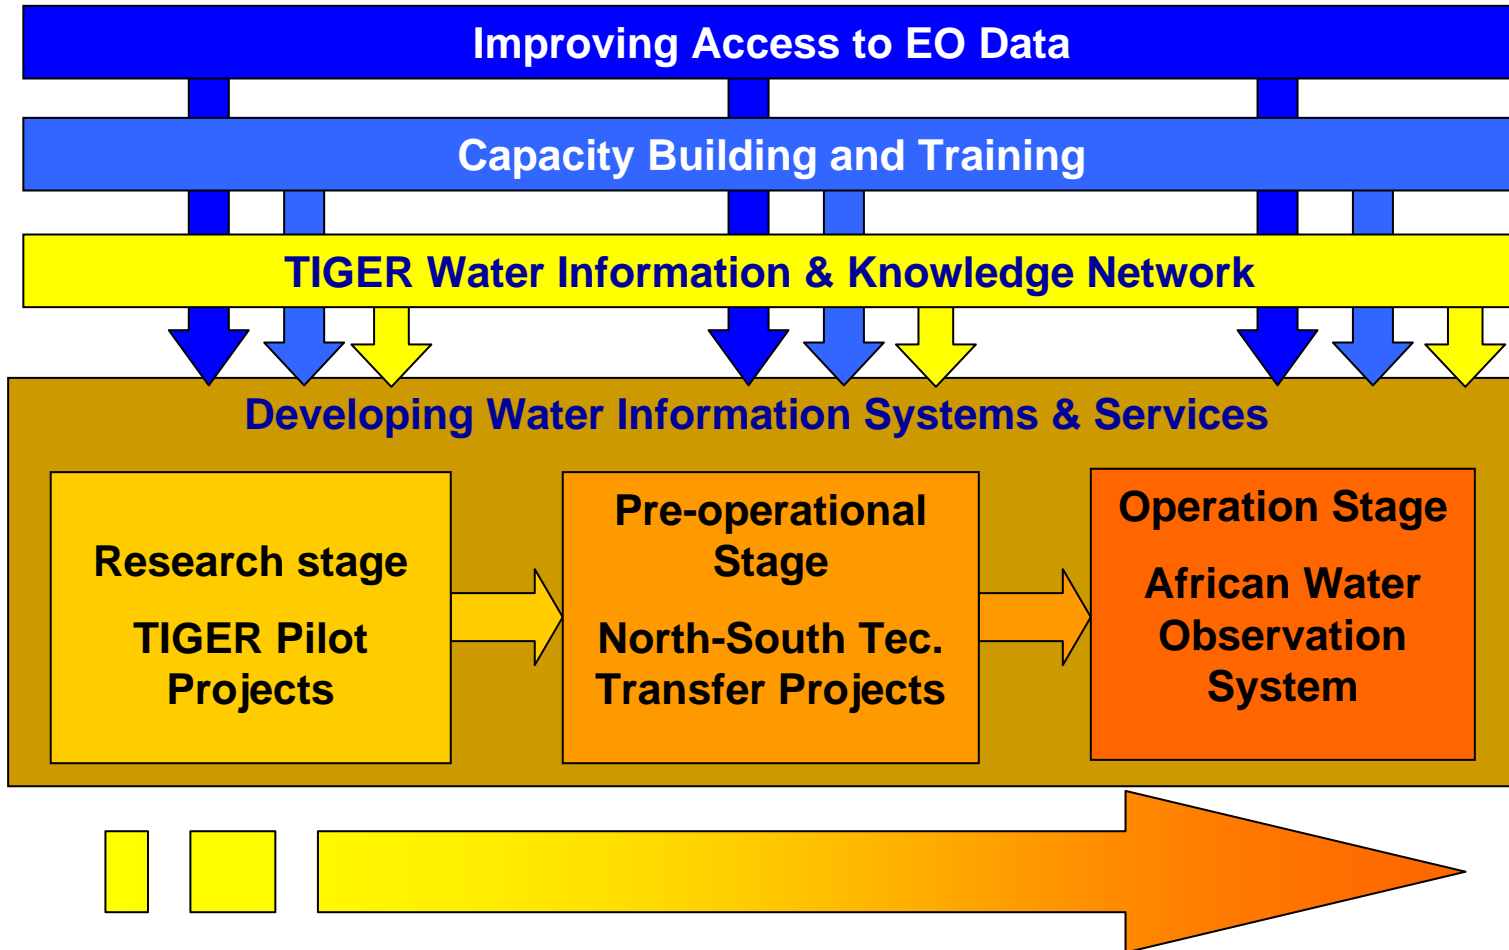 Improving Access to EO Data
Capacity Building and Training
TIGER Water Information & Knowledge Network
Developing Water Information Systems & Services
Research stage
TIGER Pilot
Projects
Pre-operational
Stage
North-South Tec.
Transfer Projects
Operation Stage
African Water
Observation
System